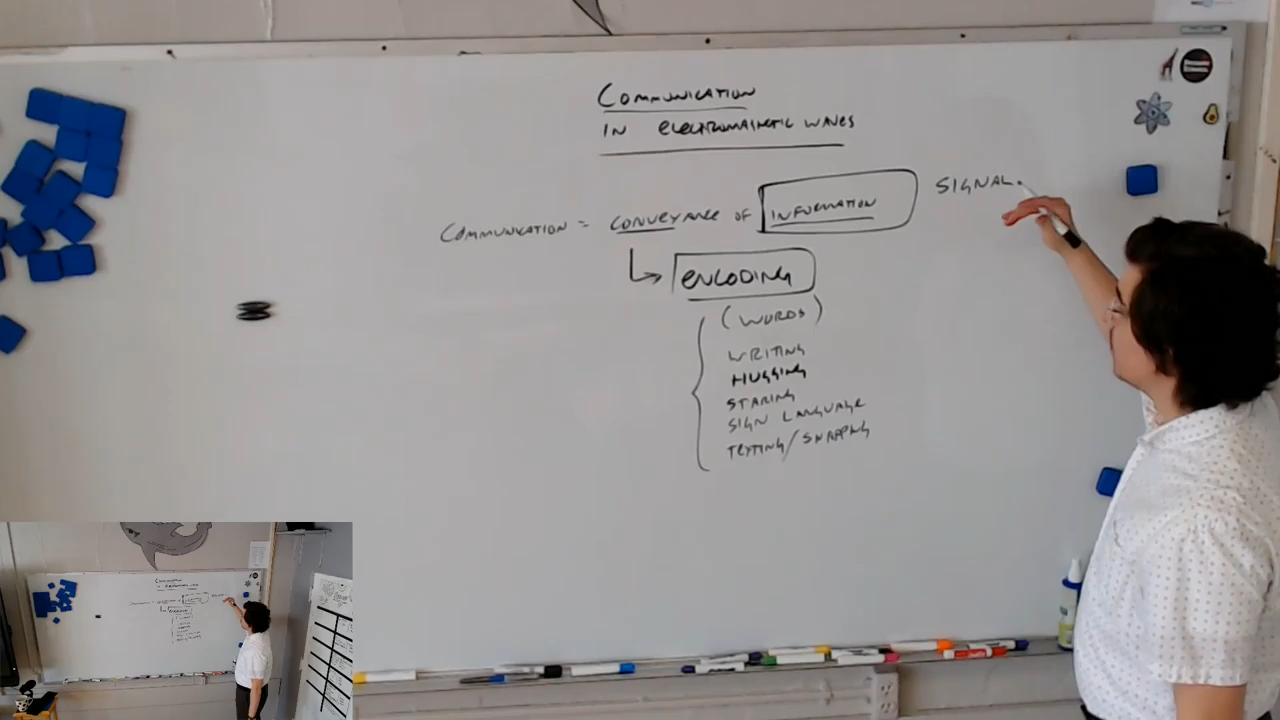 COMMUNICATION
IN ELECTROMAGNETIC WAVES
COMMUNICATION = CONVEYANCE OF INFORMATION
SIGNAL
ENCODING
(WORDS)
WRITING
HUGGING
STARING
SIGN LANGUAGE
TEXTING/SNAPPING